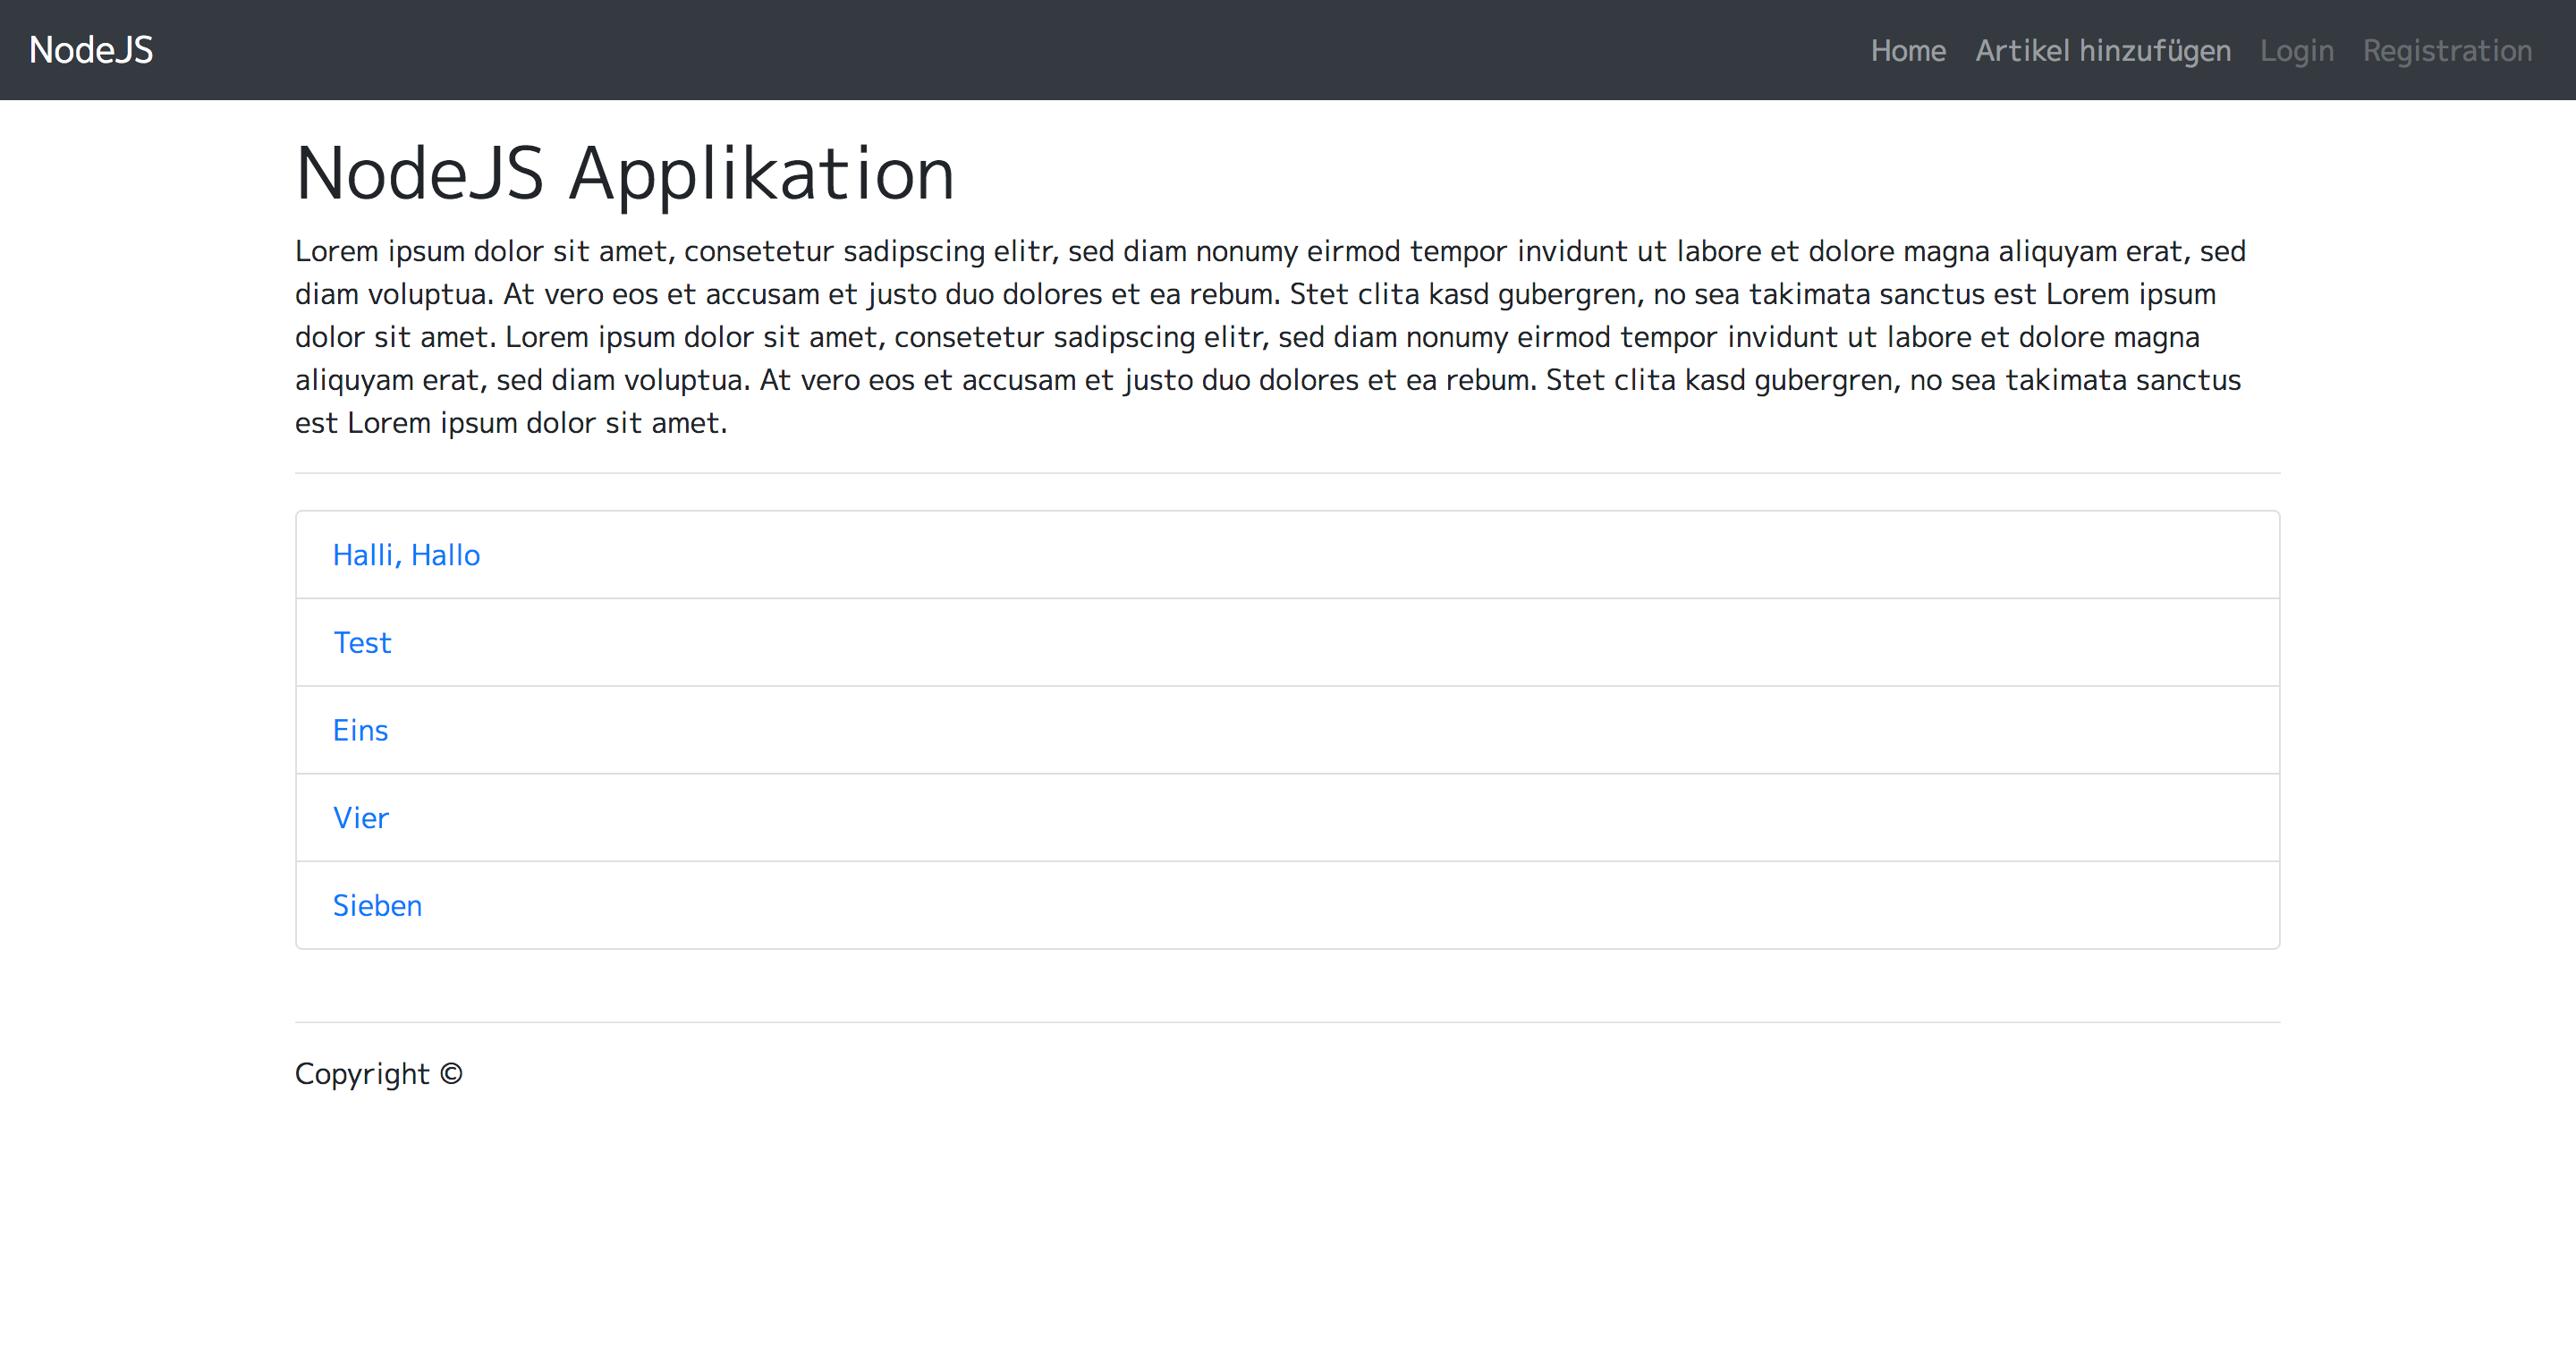 NodeJS
Home Artikel hinzufügen Login Registration
NodeJS Applikation
Lorem ipsum dolor sit amet, consetetur sadipscing elitr, sed diam nonumy eirmod tempor invidunt ut labore et dolore magna aliquyam erat, sed
diam voluptua. At vero eos et accusam et justo duo dolores et ea rebum. Stet clita kasd gubergren, no sea takimata sanctus est Lorem ipsum
dolor sit amet. Lorem ipsum dolor sit amet, consetetur sadipscing elitr, sed diam nonumy eirmod tempor invidunt ut labore et dolore magna
aliquyam erat, sed diam voluptua. At vero eos et accusam et justo duo dolores et ea rebum. Stet clita kasd gubergren, no sea takimata sanctus
est Lorem ipsum dolor sit amet.
Halli, Hallo
Test
Eins
Vier
Sieben
Copyright ©